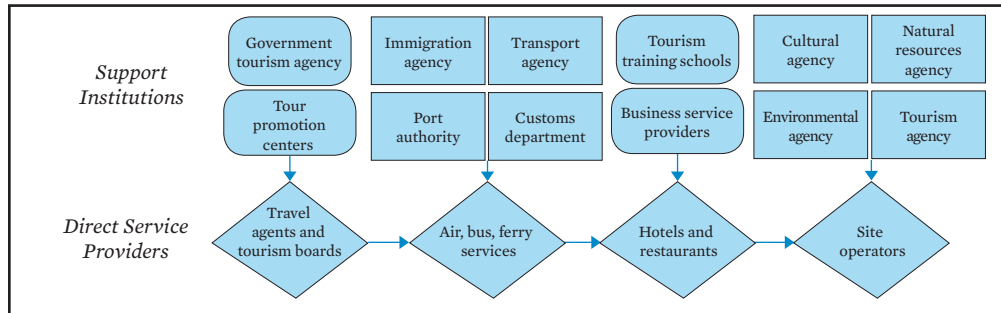 Support
Institutions
Government
tourism agency
Tour
promotion
centers
Immigration
agency
Transport
agency
Port
authority
Customs
department
Tourism
training schools
Business service
providers
Cultural
agency
Natural
resources
agency
Environmental
agency
Tourism
agency
Direct Service
Providers
Travel
agents and
tourism boards
Air, bus, ferry
services
Hotels and
restaurants
Site
operators